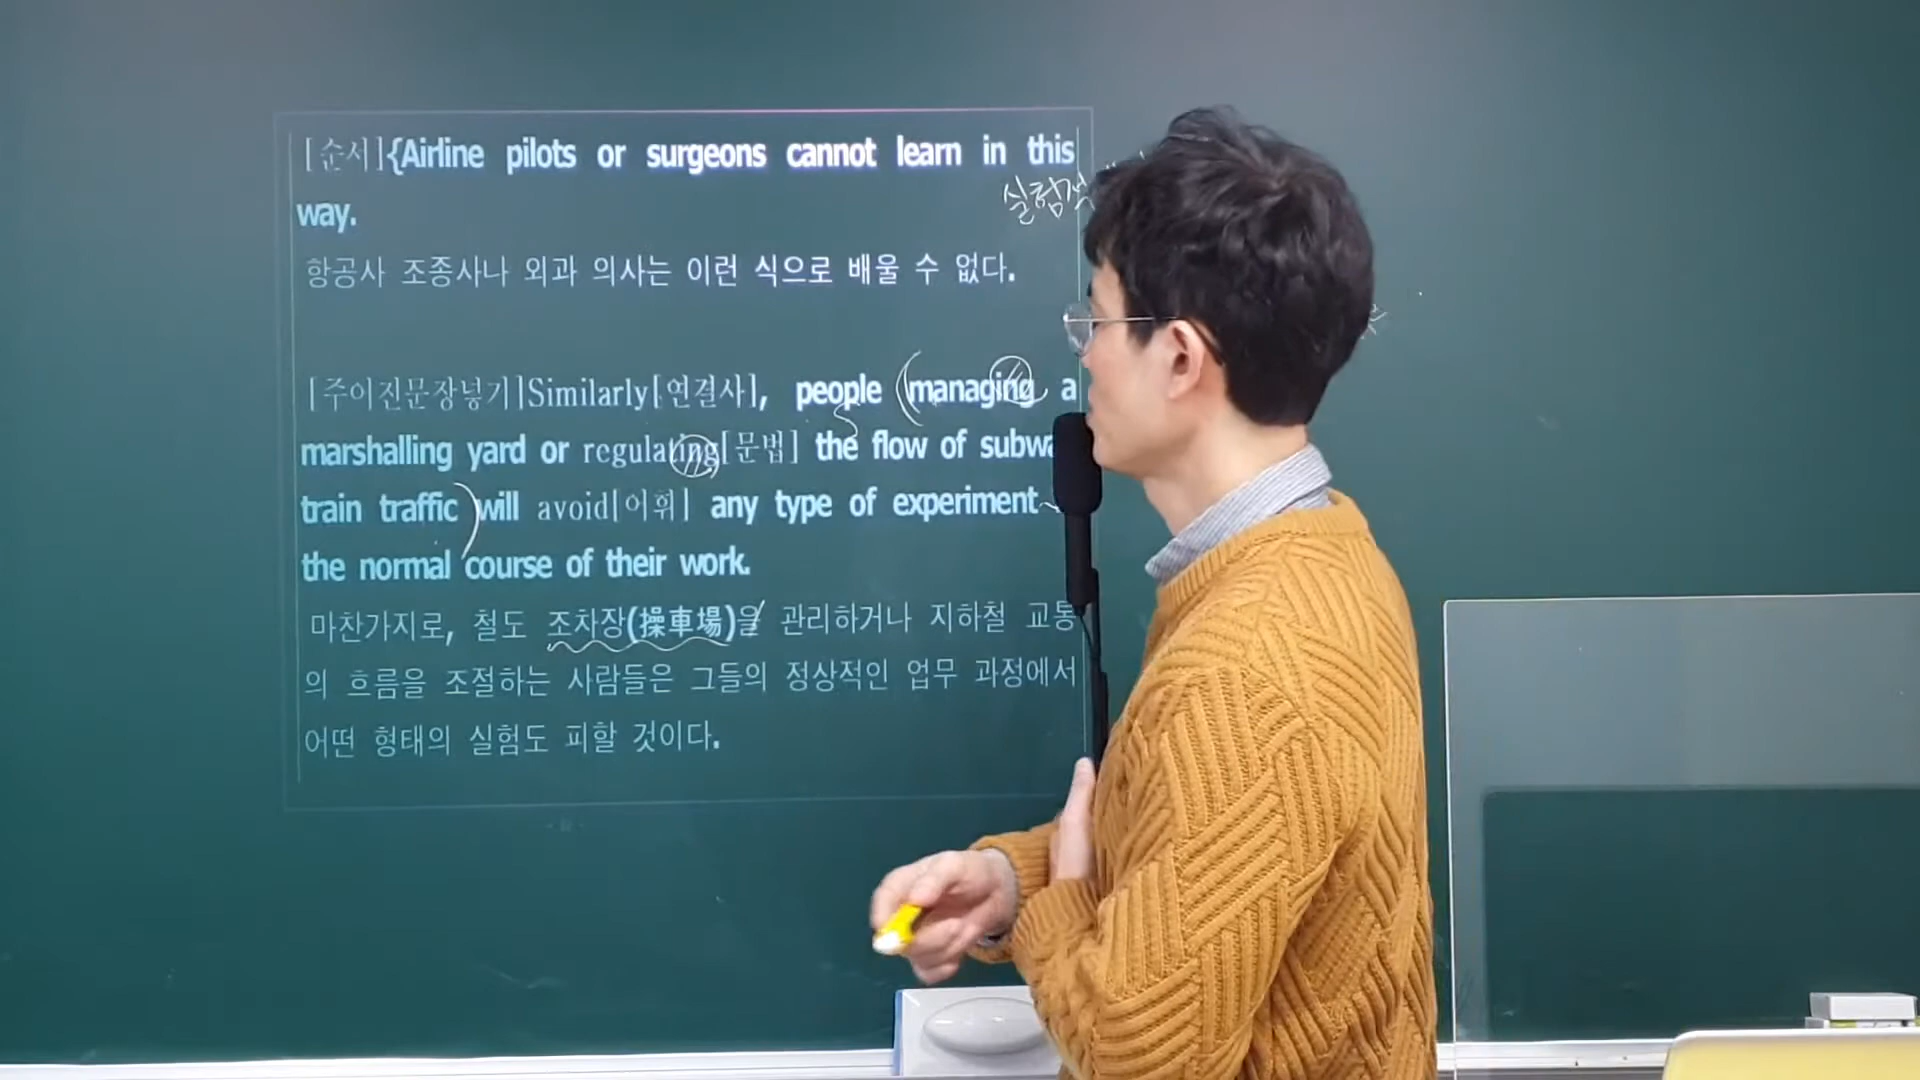 [순서]{Airline pilots or surgeons cannot learn in this
way.
실험적
항공사 조종사나 외과 의사는 이런 식으로 배울 수 없다.
[주어진문장넣기]Similarly[연결사], people (managing a
marshalling yard or regulating[문법] the flow of
train traffic) will avoid[어휘] any type of experiment
the normal course of their work.
마찬가지로, 철도 조차장(操車場)을 관리하거나 지하철 교통
의 흐름을 조절하는 사람들은 그들의 정상적인 업무 과정에서
어떤 형태의 실험도 피할 것이다.